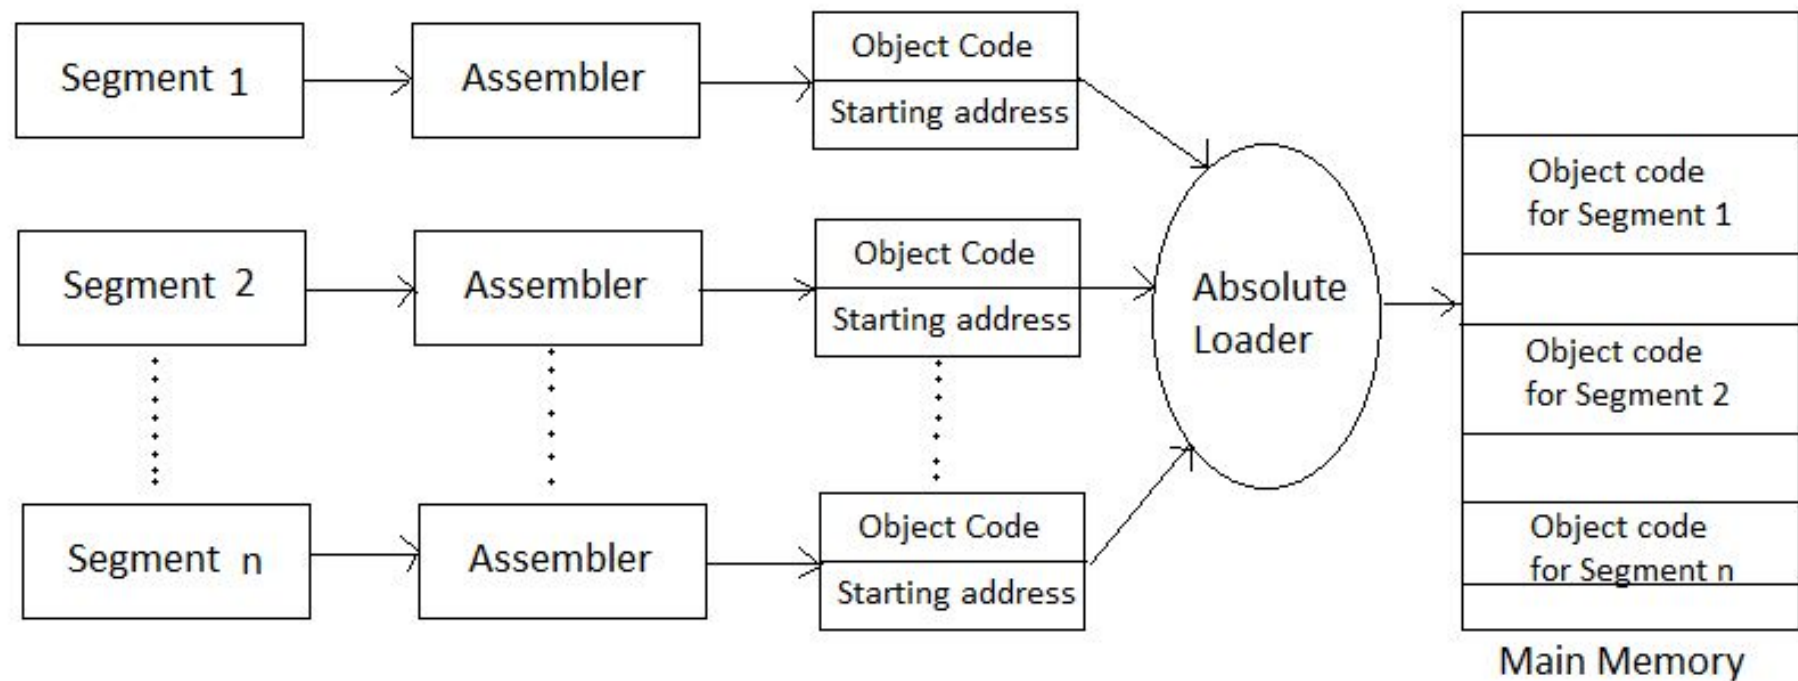 Segment 1
Assembler
Object Code
Starting address
Segment 2
Assembler
Object Code
Starting address
Segment n
Assembler
Object Code
Starting address
Absolute
Loader
Object code
for Segment 1
Object code
for Segment 2
Object code
for Segment n
Main Memory